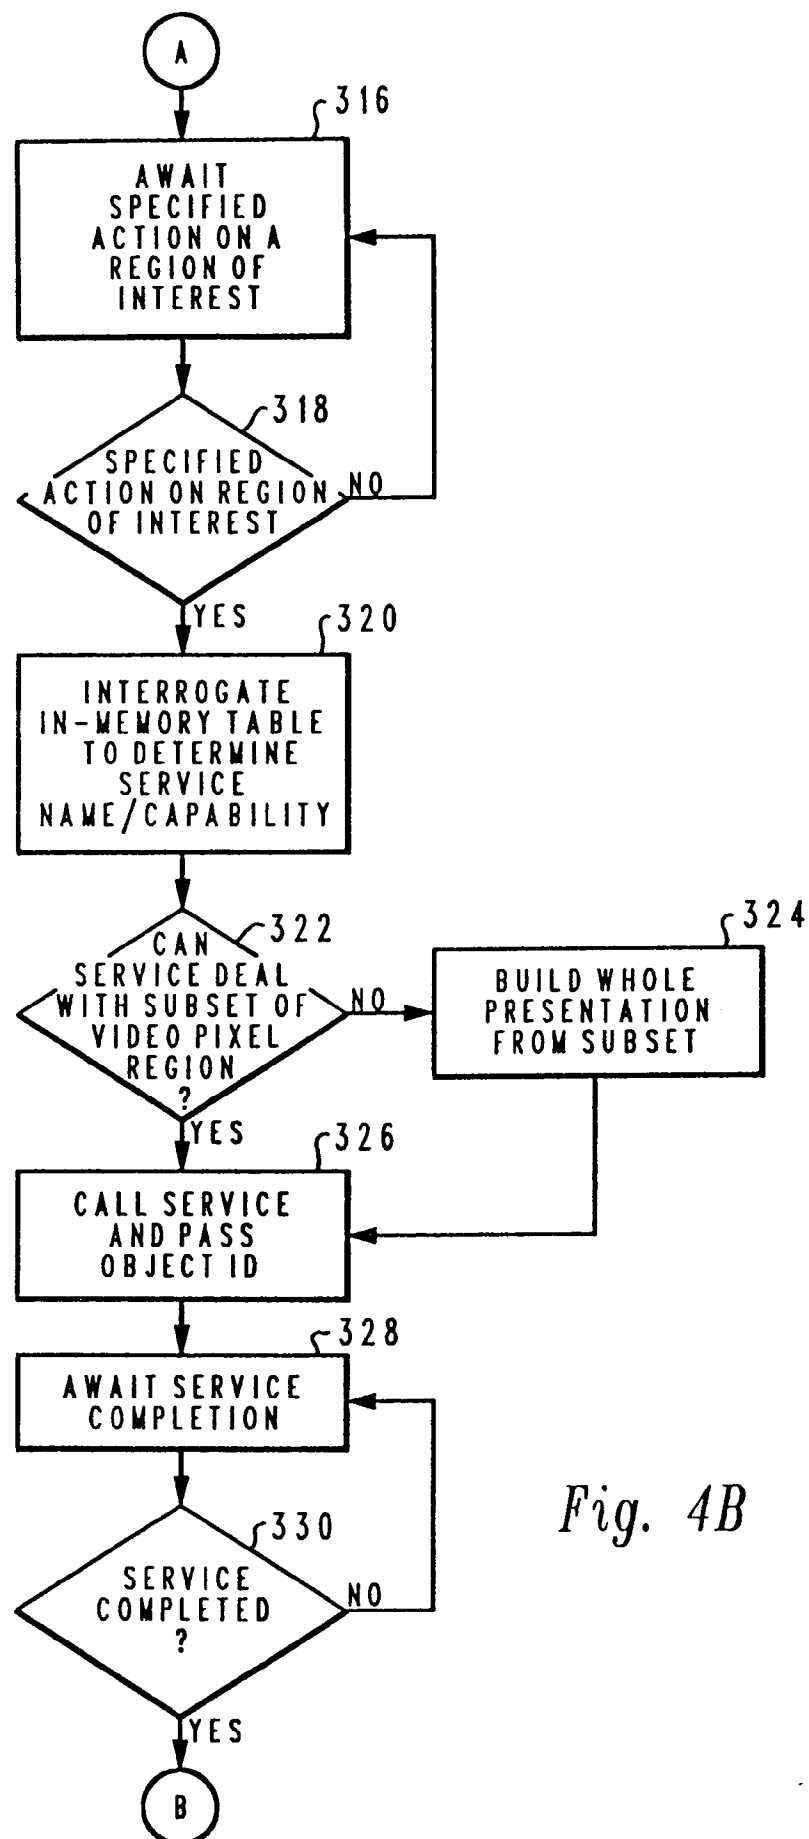 A
316
AWAIT
SPECIFIED
ACTION ON A
REGION OF
INTEREST
318
SPECIFIED
ACTION ON REGION
OF INTEREST
NO
YES
320
INTERROGATE
IN-MEMORY TABLE
TO DETERMINE
SERVICE
NAME/CAPABILITY
322
CAN
SERVICE DEAL
WITH SUBSET OF
VIDEO PIXEL
REGION
?
NO
324
BUILD WHOLE
PRESENTATION
FROM SUBSET
YES
326
CALL SERVICE
AND PASS
OBJECT ID
328
AWAIT SERVICE
COMPLETION
330
SERVICE
COMPLETED
?
NO
YES
B
Fig. 4B